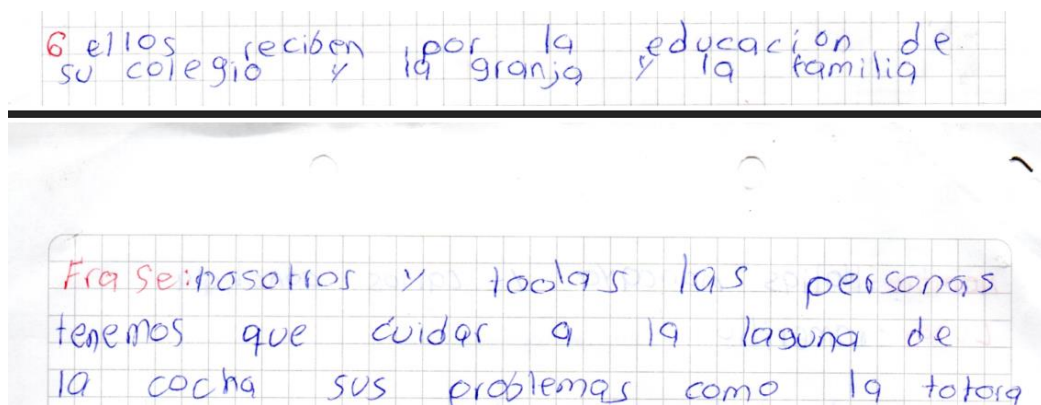 6 ellos reciben por la educacion de
su colegio y la granja y la familia
Frase: nosotros y todas las personas
tenemos que cuidar a la laguna de
la cocha sus problemas como la totora